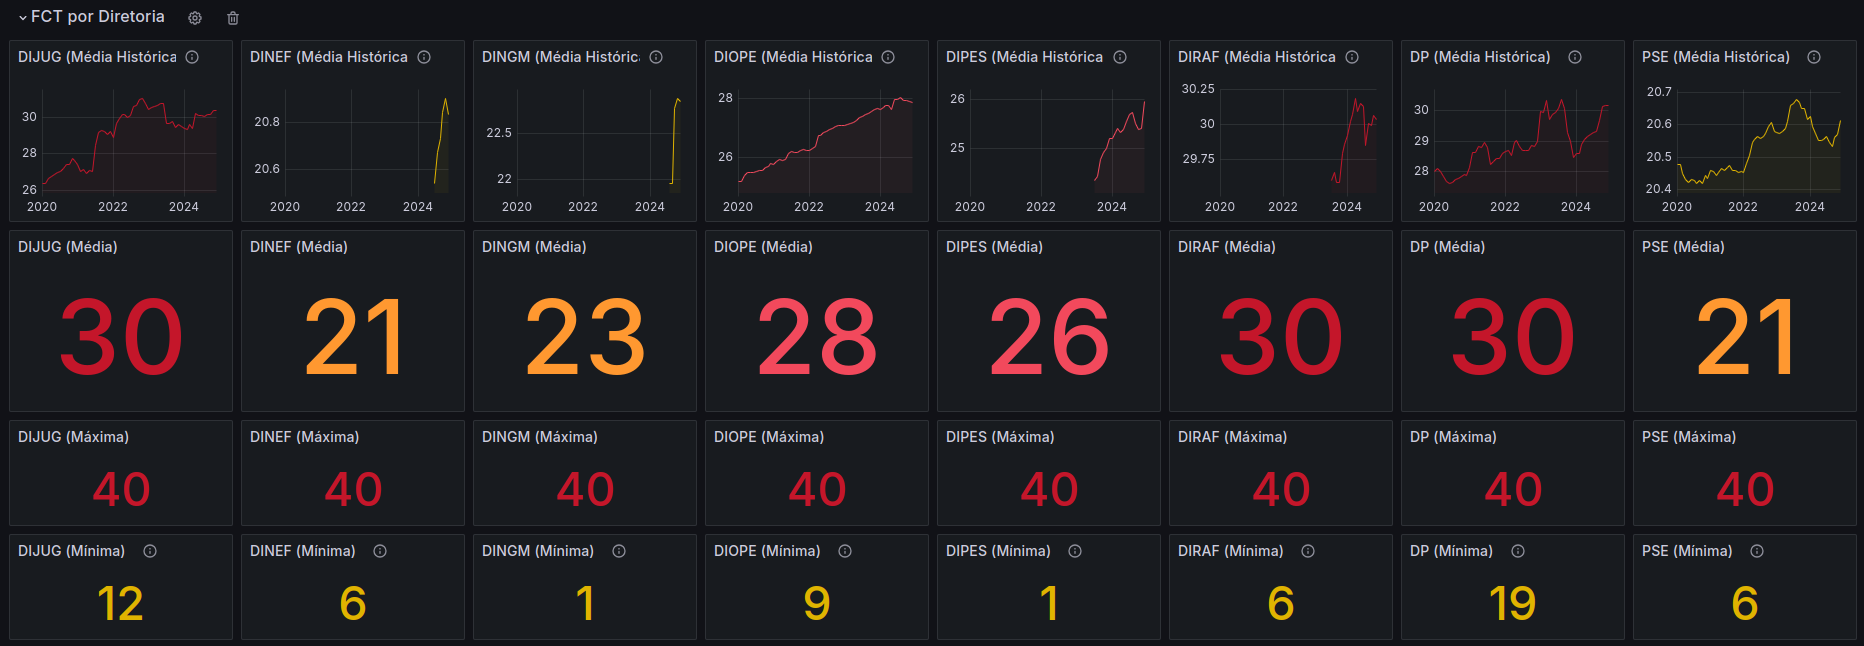 FCT por Diretoria
DIJUG (Média Histórica
DINEF (Média Histórica
DINGM (Média Históric
DIOPE (Média Histórica
DIPES (Média Histórica
DIRAF (Média Histórica
DP (Média Histórica)
PSE (Média Histórica)
30
28
26
2020 2022 2024
20.8
20.6
2020 2022 2024
22.5
22
2020 2022 2024
28
26
2020 2022 2024
26
25
2020 2022 2024
30.25
30
29.75
2020 2022 2024
30
29
28
2020 2022 2024
20.7
20.6
20.5
20.4
2020 2022 2024
DIJUG (Média)
30
DINEF (Média)
21
DINGM (Média)
23
DIOPE (Média)
28
DIPES (Média)
26
DIRAF (Média)
30
DP (Média)
30
PSE (Média)
21
DIJUG (Máxima)
40
DINEF (Máxima)
40
DINGM (Máxima)
40
DIOPE (Máxima)
40
DIPES (Máxima)
40
DIRAF (Máxima)
40
DP (Máxima)
40
PSE (Máxima)
40
DIJUG (Mínima)
12
DINEF (Mínima)
6
DINGM (Mínima)
1
DIOPE (Mínima)
9
DIPES (Mínima)
1
DIRAF (Mínima)
6
DP (Mínima)
19
PSE (Mínima)
6